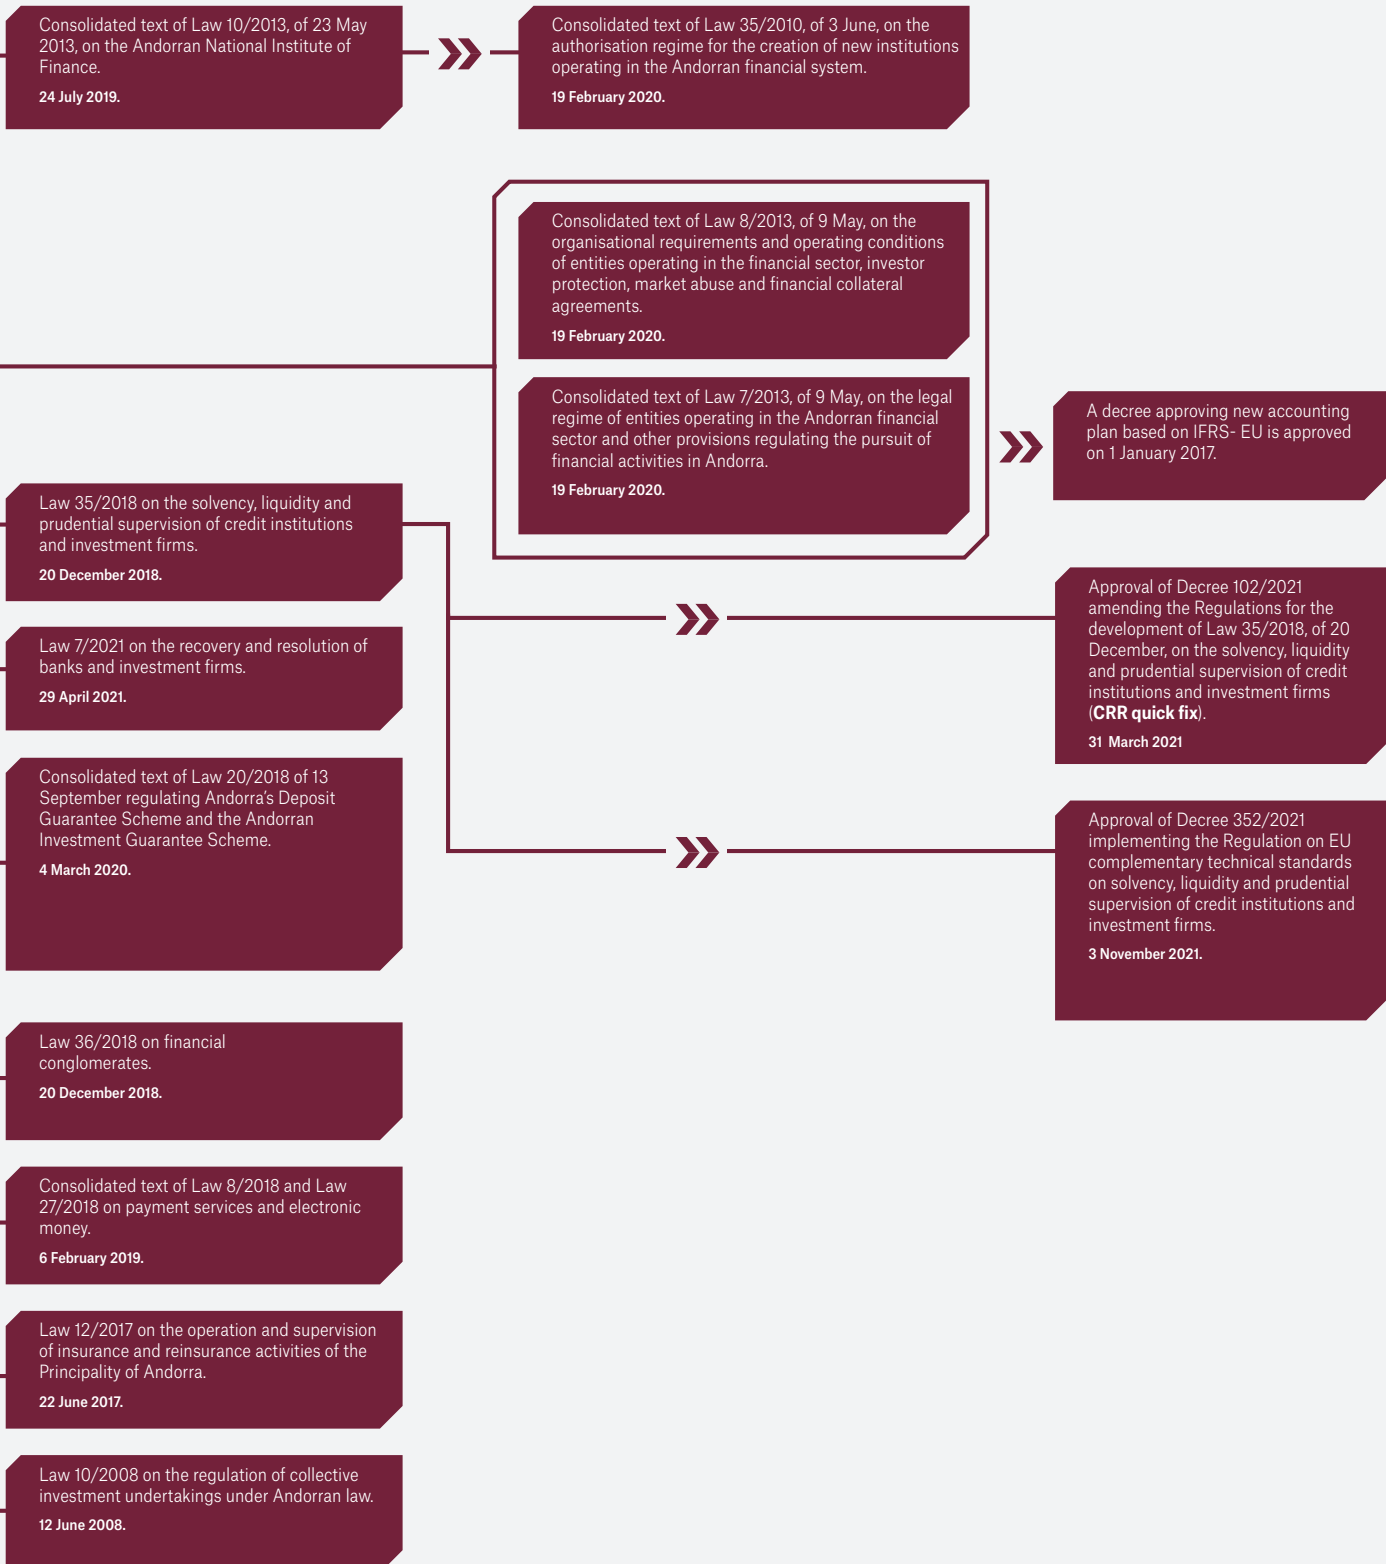 Consolidated text of Law 10/2013, of 23 May
2013, on the Andorran National Institute of
Finance.
24 July 2019.
Consolidated text of Law 35/2010, of 3 June, on the
authorisation regime for the creation of new institutions
operating in the Andorran financial system.
19 February 2020.
Consolidated text of Law 8/2013, of 9 May, on the
organisational requirements and operating conditions
of entities operating in the financial sector, investor
protection, market abuse and financial collateral
agreements.
19 February 2020.
Consolidated text of Law 7/2013, of 9 May, on the legal
regime of entities operating in the Andorran financial
sector and other provisions regulating the pursuit of
financial activities in Andorra.
19 February 2020.
A decree approving new accounting
plan based on IFRS- EU is approved
on 1 January 2017.
Law 35/2018 on the solvency, liquidity and
prudential supervision of credit institutions
and investment firms.
20 December 2018.
Approval of Decree 102/2021
amending the Regulations for the
development of Law 35/2018, of 20
December, on the solvency, liquidity
and prudential supervision of credit
institutions and investment firms
(CRR quick fix).
31 March 2021
Law 7/2021 on the recovery and resolution of
banks and investment firms.
29 April 2021.
Consolidated text of Law 20/2018 of 13
September regulating Andorra's Deposit
Guarantee Scheme and the Andorran
Investment Guarantee Scheme.
4 March 2020.
Approval of Decree 352/2021
implementing the Regulation on EU
complementary technical standards
on solvency, liquidity and prudential
supervision of credit institutions and
investment firms.
3 November 2021.
Law 36/2018 on financial
conglomerates.
20 December 2018.
Consolidated text of Law 8/2018 and Law
27/2018 on payment services and electronic
money.
6 February 2019.
Law 12/2017 on the operation and supervision
of insurance and reinsurance activities of the
Principality of Andorra.
22 June 2017.
Law 10/2008 on the regulation of collective
investment undertakings under Andorran law.
12 June 2008.